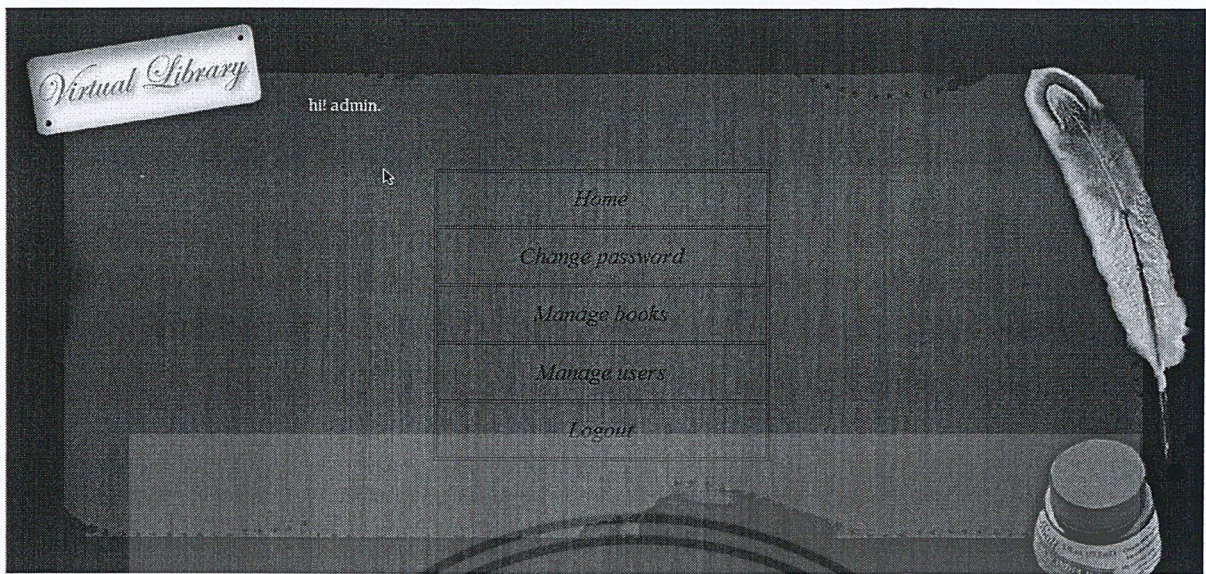 Virtual Library
hi! admin.
Home
Change password
Manage books
Manage users
Logout